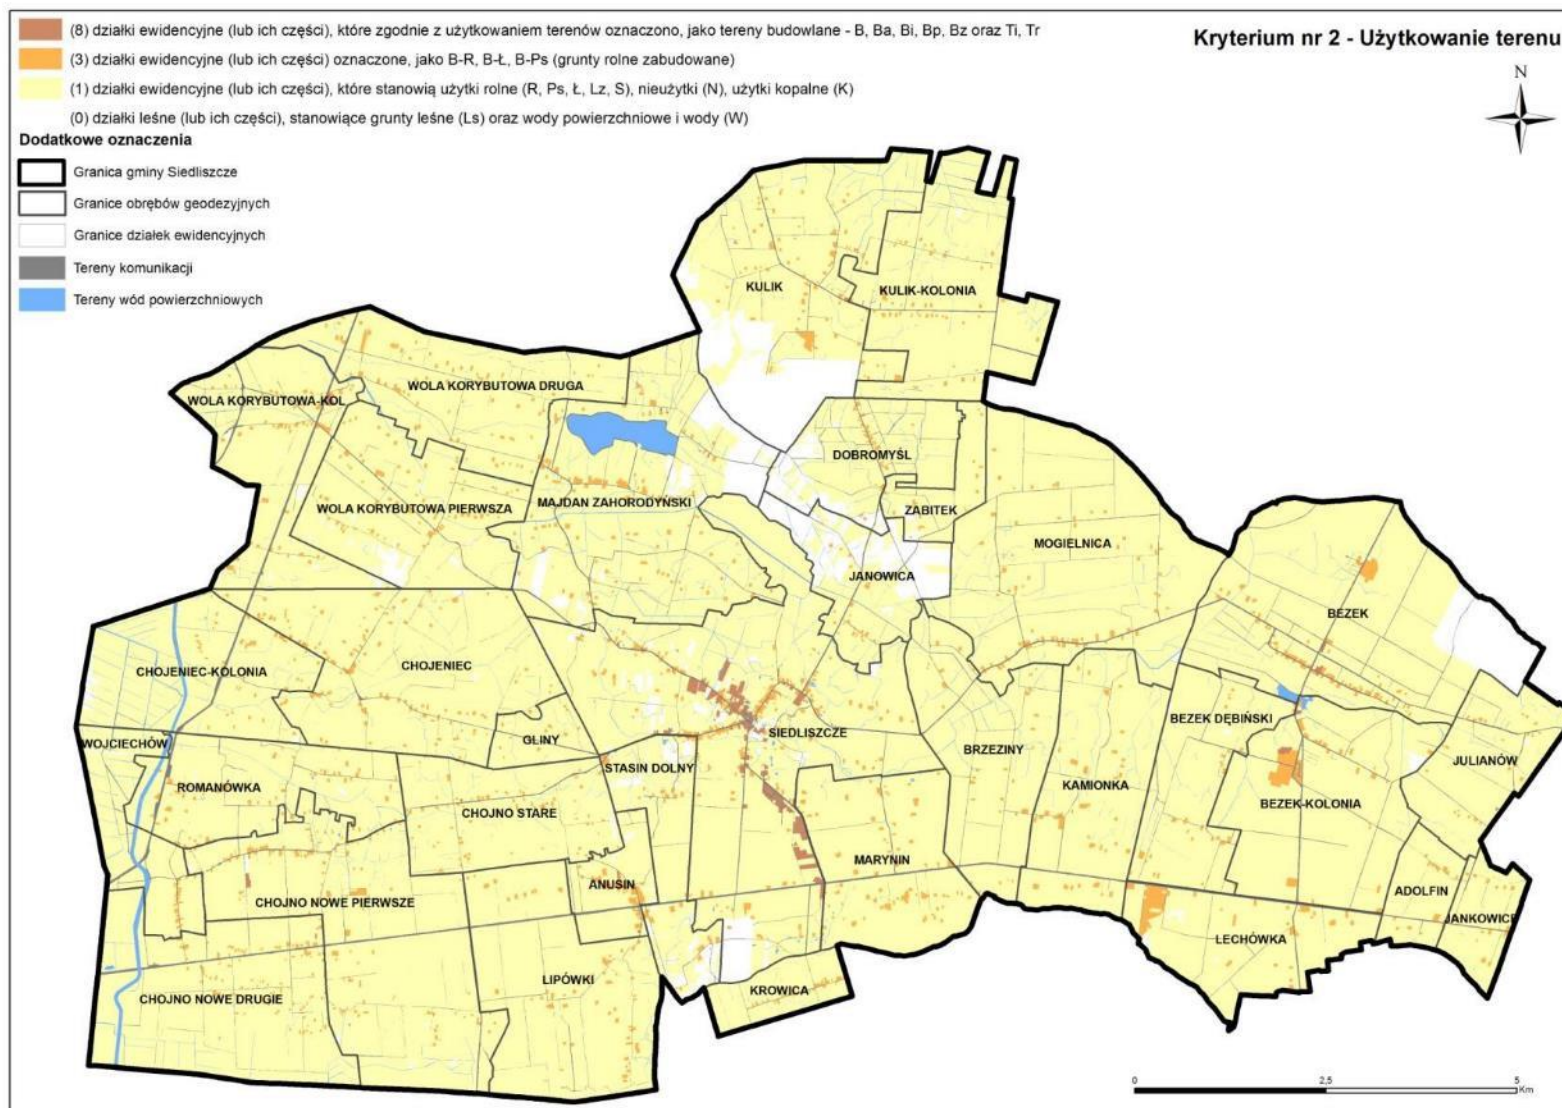 (8) działki ewidencyjne (lub ich części), które zgodnie z użytkowaniem terenów oznaczono, jako tereny budowlane - B, Ba, Bi, Bp, Bz oraz Ti, Tr
Kryterium nr 2 - Użytkowanie terenu
(3) działki ewidencyjne (lub ich części) oznaczone, jako B-R, B-Ł, B-Ps (grunty rolne zabudowane)
(1) działki ewidencyjne (lub ich części), które stanowią użytki rolne (R, Ps, Ł, Lz, S), nieużytki (N), użytki kopalne (K)
(0) działki leśne (lub ich części), stanowiące grunty leśne (Ls) oraz wody powierzchniowe i wody (W)
N
Dodatkowe oznaczenia
Granica gminy Siedliszcze
Granice obrębów geodezyjnych
Granice działek ewidencyjnych
Tereny komunikacji
Tereny wód powierzchniowych
KULIK
KULIK-KOLONIA
WOLA KORYBUTOWA DRUGA
WOLA KORYBUTOWA-KOL
DOBROMYŚL
MAJDAN ZAHORODYŃSKI
WOLA KORYBUTOWA PIERWSZA
ZABITEK
MOGIELNICA
JANOWICA
BEZEK
CHOJENIEC
CHOJENIEC-KOLONIA
BEZEK DĘBIŃSKI
SIEDLISZCZE
GLINY
WOJCIECHÓW
BRZEZINY
JULIANÓW
STASIN DOLNY
ROMANÓWKA
KAMIONKA
BEZEK-KOLONIA
CHOJNO STARE
MARYNIN
ANUSIN
ADOLFIN
CHOJNO NOWE PIERWSZE
JANKOWICE
LECHÓWKA
LIPÓWKI
KROWICA
CHOJNO NOWE DRUGIE
0 2,5 5
Km